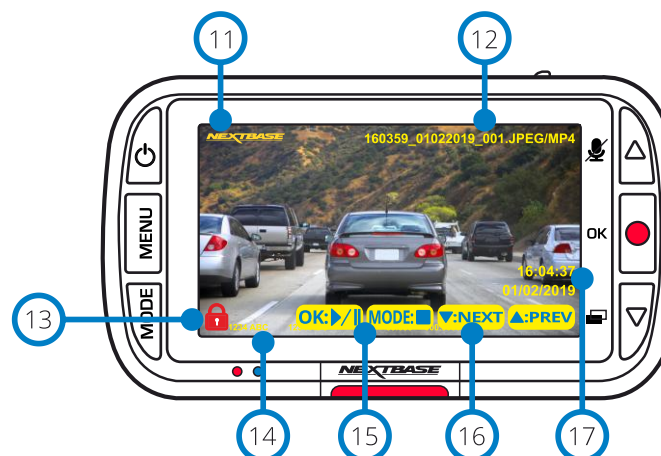 11
12
NEXTBASE
160359_01022019_001.JPEG/MP4
MENU
OK
16:04:37
01/02/2019
MODE
13
OK:▶/II
MODE:■
▼:NEXT
▲:PREV
NEXTBASE
14
15
16
17